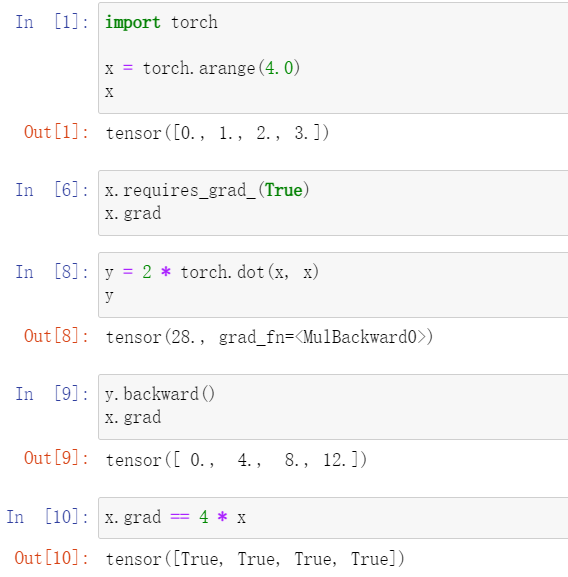 In [1]: import torch
x = torch.arange(4.0)
x
Out[1]: tensor([0., 1., 2., 3.])
In [6]: x.requires_grad_(True)
x.grad
In [8]: y = 2 * torch.dot(x, x)
y
Out[8]: tensor(28., grad_fn=<MulBackward0>)
In [9]: y.backward()
x.grad
Out[9]: tensor([ 0.,  4.,  8., 12.])
In [10]: x.grad == 4 * x
Out[10]: tensor([True, True, True, True])